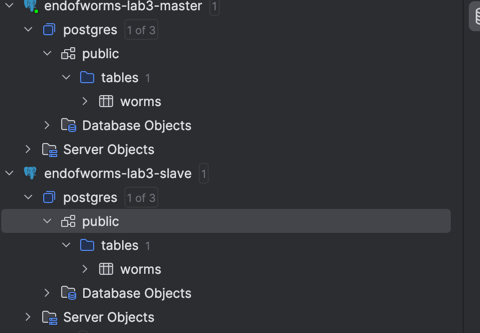 endofworms-lab3-master 1
postgres 1 of 3
public
tables 1
worms
Database Objects
Server Objects
endofworms-lab3-slave 1
postgres 1 of 3
public
tables 1
worms
Database Objects
Server Objects